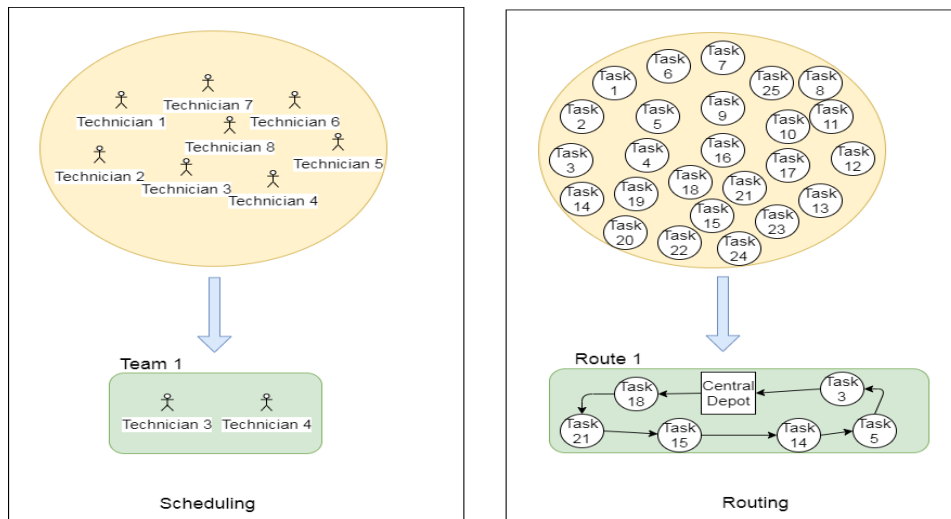 Technician 7
Technician 1
Technician 6
Technician 8
Technician 5
Technician 2
Technician 3
Technician 4
Team 1
Technician 3
Technician 4
Scheduling
Task
7
Task
6
Task
1
Task
25
Task
8
Task
2
Task
5
Task
9
Task
10
Task
11
Task
3
Task
4
Task
16
Task
17
Task
12
Task
14
Task
19
Task
18
Task
21
Task
13
Task
15
Task
23
Task
20
Task
22
Task
24
Route 1
Central
Depot
Task
18
Task
3
Task
21
Task
15
Task
14
Task
5
Routing